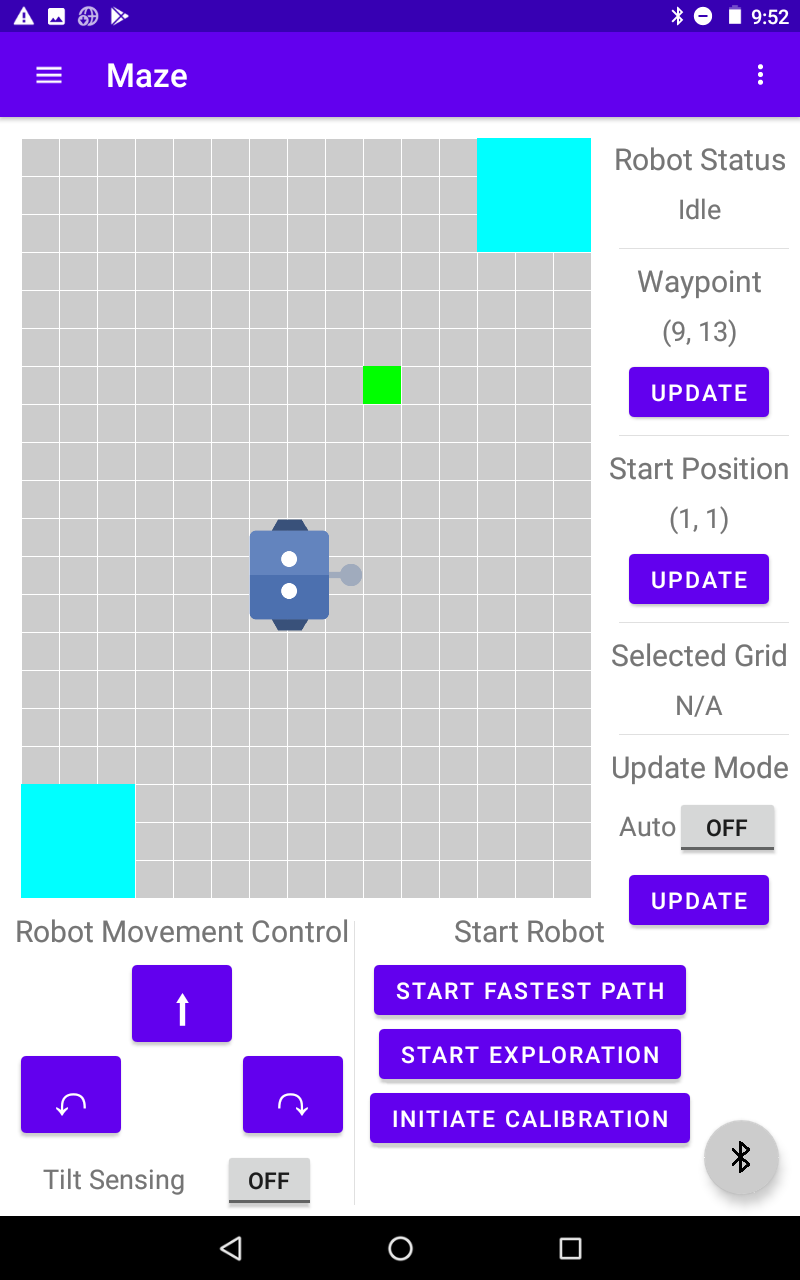 9:52
Maze
Robot Status
Idle
Waypoint
(9, 13)
UPDATE
Start Position
(1, 1)
UPDATE
Selected Grid
N/A
Update Mode
Auto OFF
UPDATE
Robot Movement Control
Start Robot
START FASTEST PATH
START EXPLORATION
INITIATE CALIBRATION
Tilt Sensing OFF